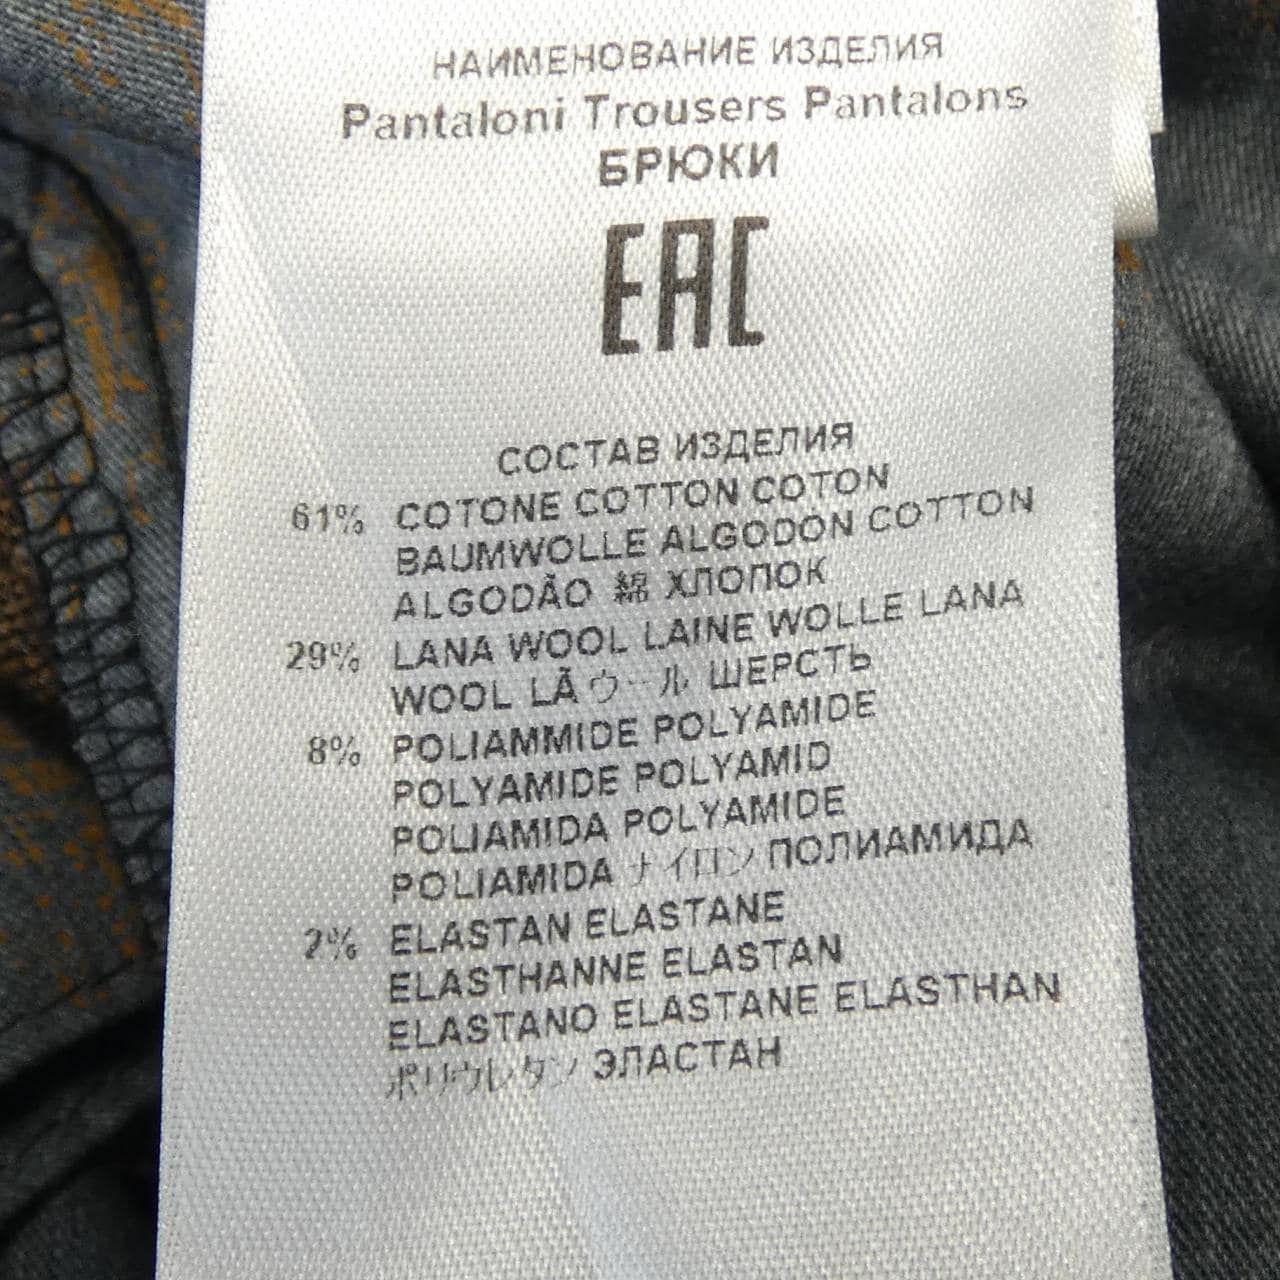 НАИМЕНОВАНИЕ ИЗДЕЛИЯ
Pantaloni Trousers Pantalons
БРЮКИ
EAC
СОСТАВ ИЗДЕЛИЯ
61% COTONE COTTON COTON
BAUMWOLLE ALGODON COTTON
ALGODÃO 綿 ХЛОПОК
29% LANA WOOL LAINE WOLLE LANA
WOOL LÃ ウール ШЕРСТЬ
8% POLIAMMIDE POLYAMIDE
POLYAMIDE POLYAMID
POLIAMIDA POLYAMIDE
POLIAMIDA ナイロン ПОЛИАМИДА
2% ELASTAN ELASTANE
ELASTHANNE ELASTAN
ELASTANO ELASTANE ELASTHAN
ポリウレタン ЭЛАСТАН